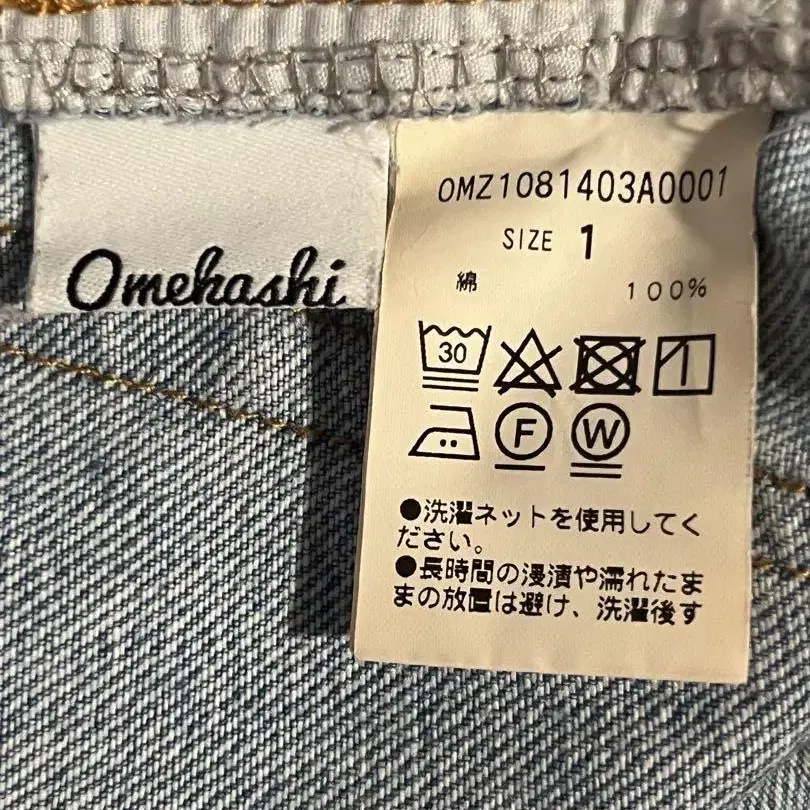 Omekashi
OMZ1081403A0001
SIZE 1
綿 100%
30
F W
●洗濯ネットを使用してく
ださい。
●長時間の浸漬や濡れたま
まの放置は避け、洗濯後す